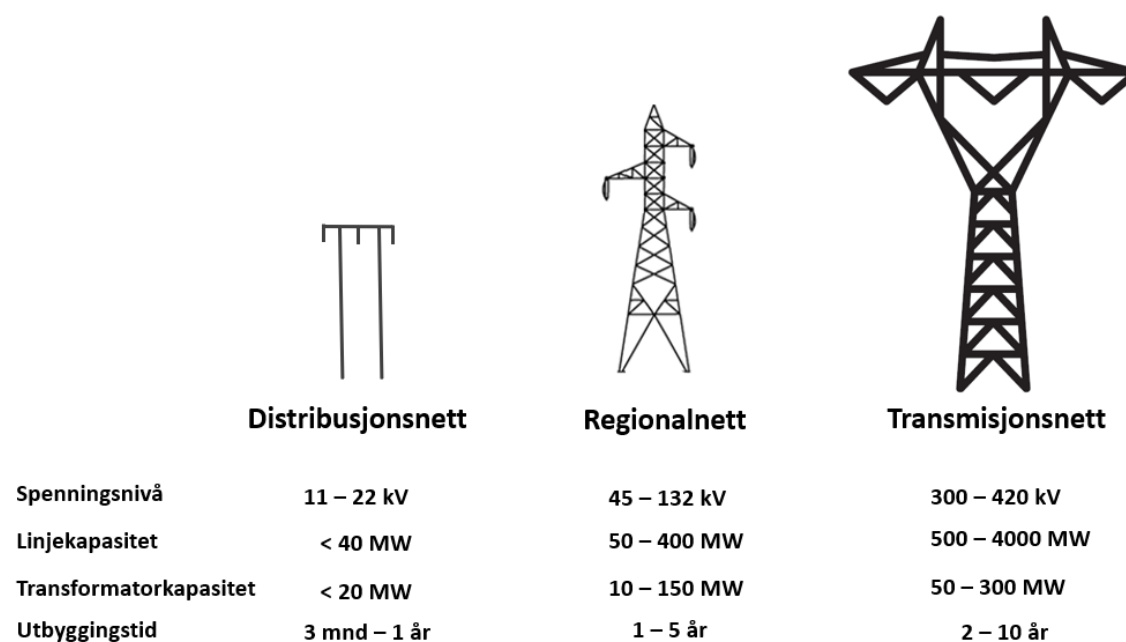 Distribusjonsnett Regionalnett Transmisjonsnett
Spenningsnivå 11 – 22 kV 45 – 132 kV 300 – 420 kV
Linjekapasitet < 40 MW 50 – 400 MW 500 – 4000 MW
Transformatorkapasitet < 20 MW 10 – 150 MW 50 – 300 MW
Utbyggingstid 3 mnd – 1 år 1 – 5 år 2 – 10 år